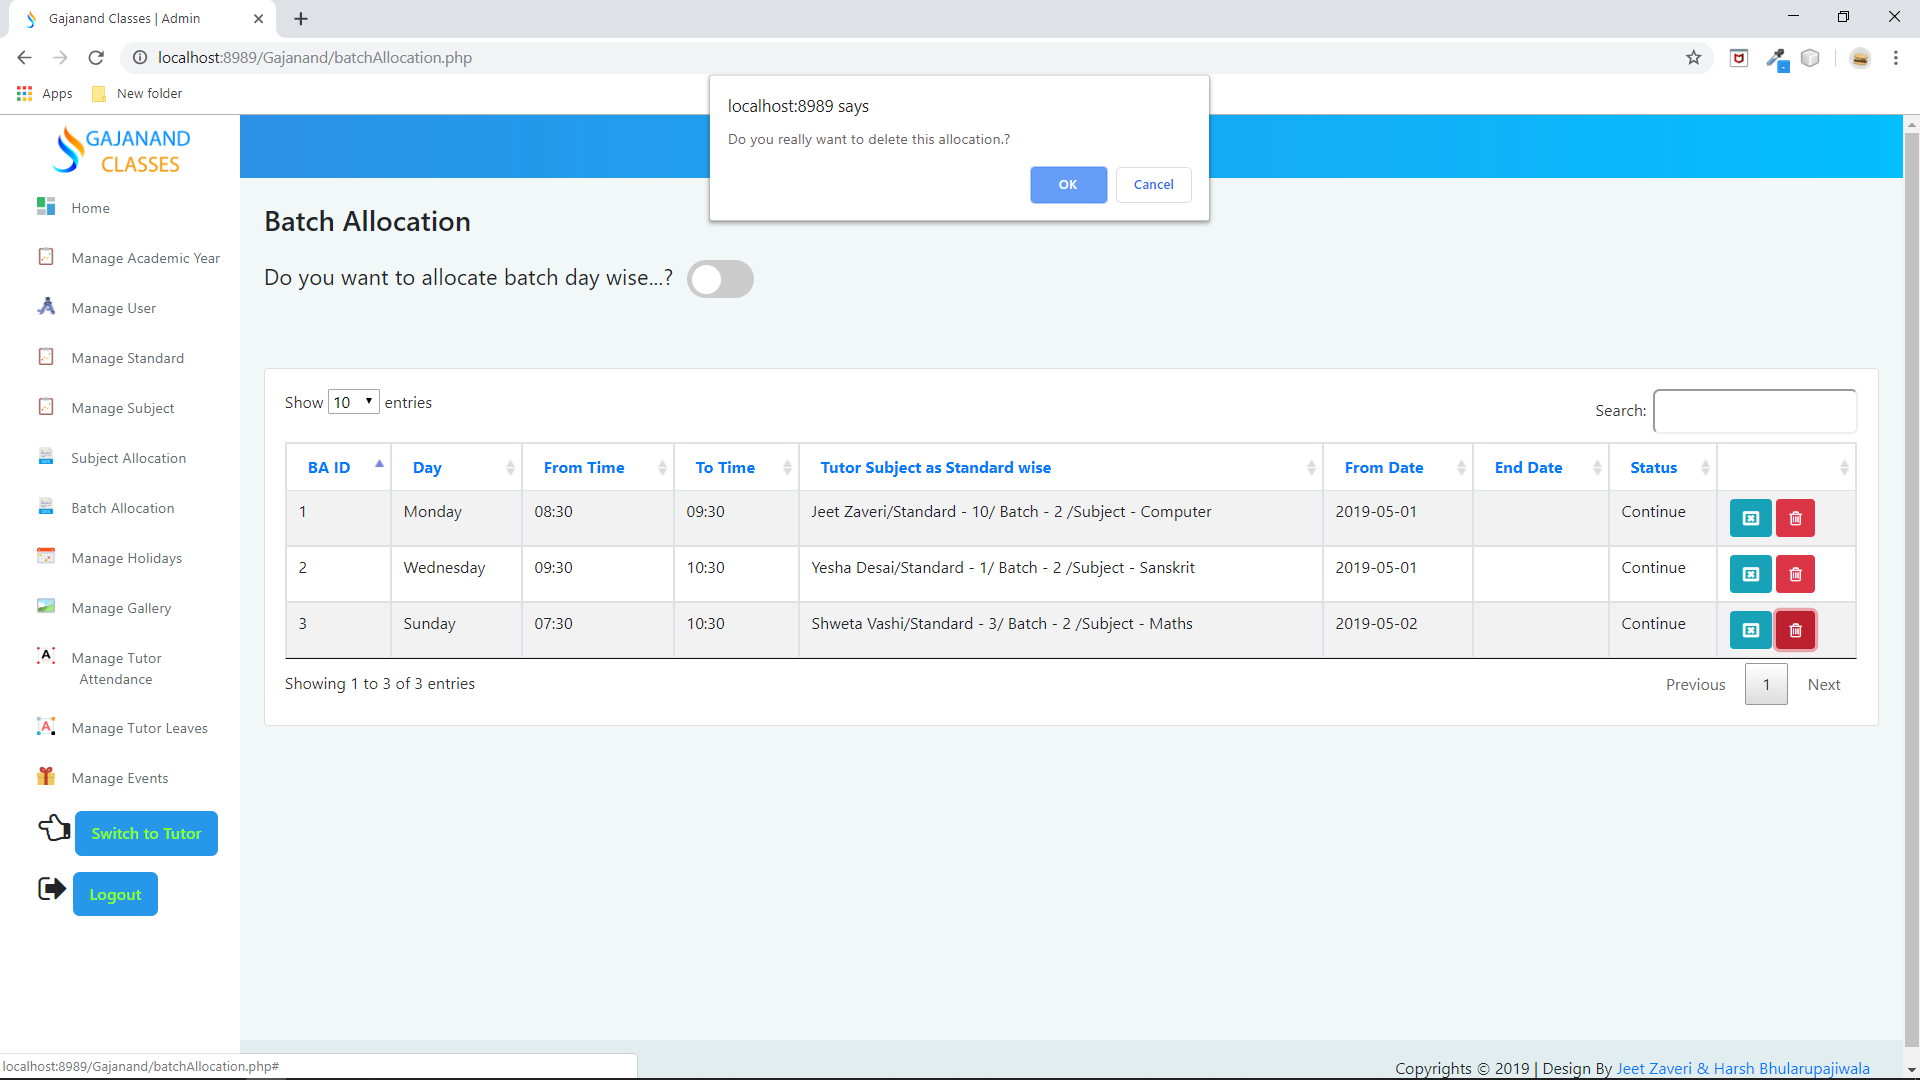 Gajanand Classes | Admin
localhost:8989/Gajanand/batchAllocation.php
Apps
New folder
localhost:8989 says
Do you really want to delete this allocation.?
OK
Cancel
GAJANAND
CLASSES
Home
Manage Academic Year
Manage User
Manage Standard
Manage Subject
Subject Allocation
Batch Allocation
Manage Holidays
Manage Gallery
Manage Tutor
Attendance
Manage Tutor Leaves
Manage Events
Switch to Tutor
Logout
Batch Allocation
Do you want to allocate batch day wise...?
Show 10 entries
Search:
BA ID Day From Time To Time Tutor Subject as Standard wise From Date End Date Status
1 Monday 08:30 09:30 Jeet Zaveri/Standard - 10/ Batch - 2 /Subject - Computer 2019-05-01 Continue
2 Wednesday 09:30 10:30 Yesha Desai/Standard - 1/ Batch - 2 /Subject - Sanskrit 2019-05-01 Continue
3 Sunday 07:30 10:30 Shweta Vashi/Standard - 3/ Batch - 2 /Subject - Maths 2019-05-02 Continue
Showing 1 to 3 of 3 entries
Previous 1 Next
localhost:8989/Gajanand/batchAllocation.php#
Copyrights © 2019 | Design By Jeet Zaveri & Harsh Bhularupajiwala